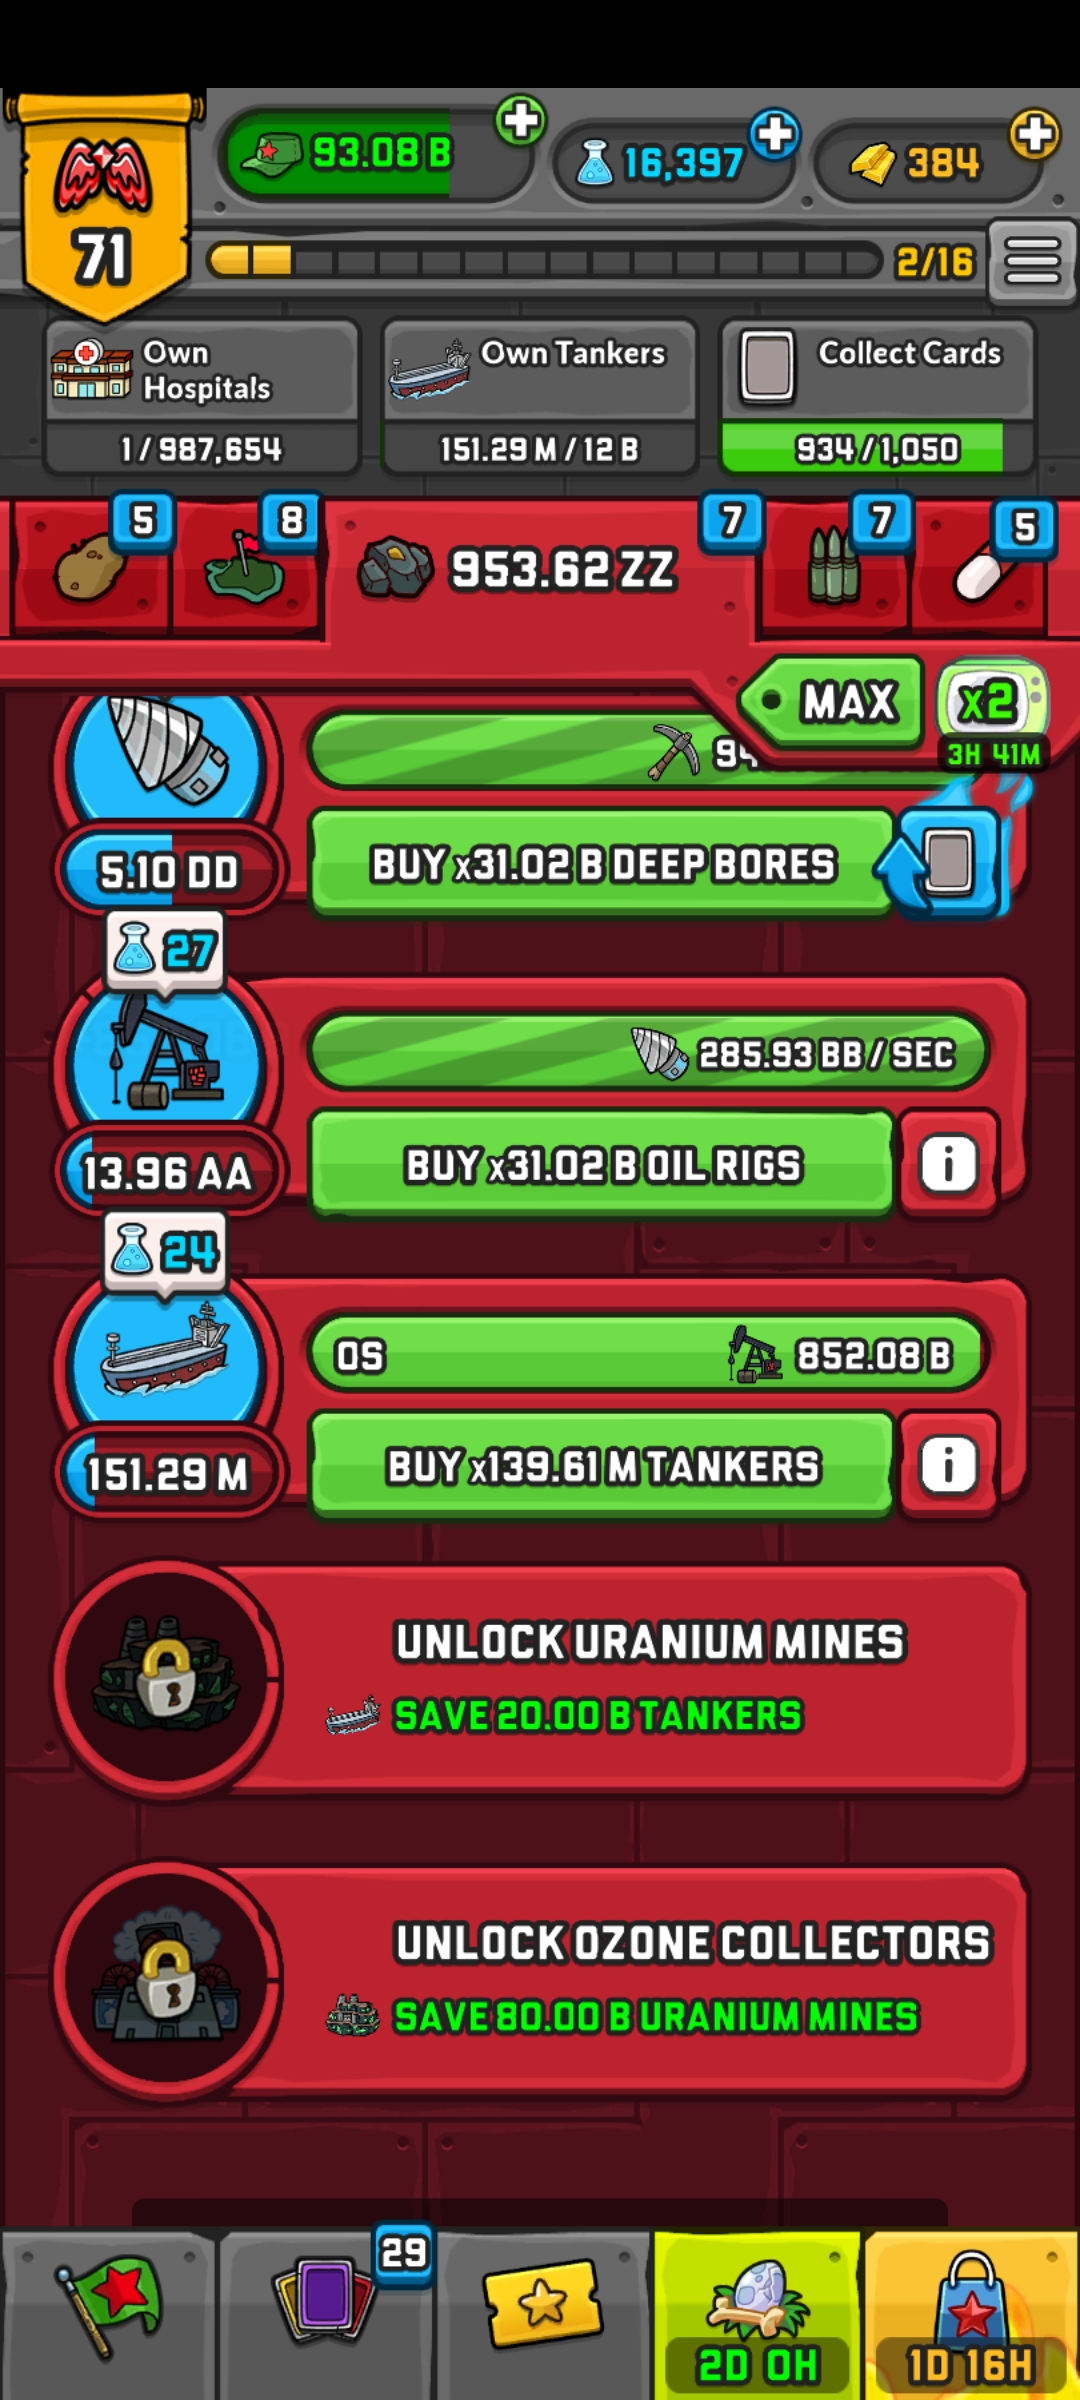 93.08 B
16,397
384
71
2/16
Own
Hospitals
1 / 987,654
Own Tankers
151.29 M / 12 B
Collect Cards
934 / 1,050
5
8
953.62 ZZ
7
7
5
MAX
x2
3H 41M
5.10 DD
BUY x31.02 B DEEP BORES
27
285.93 BB / SEC
13.96 AA
BUY x31.02 B OIL RIGS
24
0S
852.08 B
151.29 M
BUY x139.61 M TANKERS
UNLOCK URANIUM MINES
SAVE 20.00 B TANKERS
UNLOCK OZONE COLLECTORS
SAVE 80.00 B URANIUM MINES
29
2D 0H
1D 16H